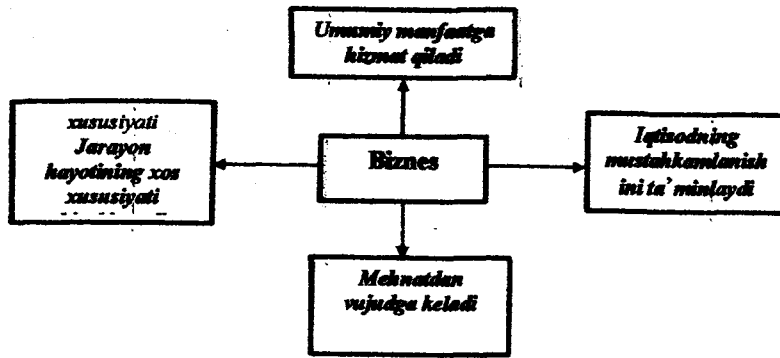 Umumiy manfaatga
hizmat qiladi
xususiyati
Jarayon
hayotining xos
xususiyati
Biznes
Iqtisodning
mustahkamlanish
ini ta'minlaydi
Mehnatdan
vujudga keladi